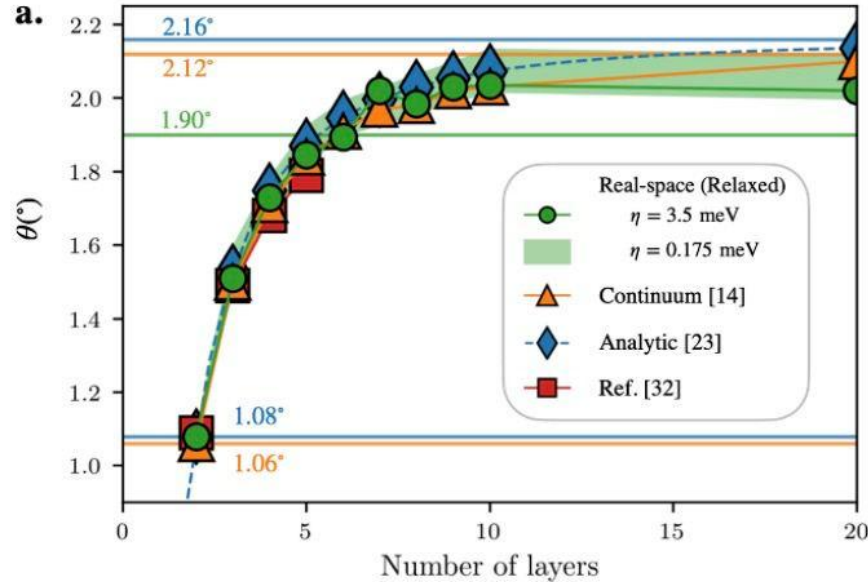 a.
2.2
2.0
1.8
1.6
1.4
1.2
1.0
θ(°)
2.16°
2.12°
1.90°
1.08°
1.06°
Real-space (Relaxed)
η = 3.5 meV
η = 0.175 meV
Continuum [14]
Analytic [23]
Ref. [32]
0 5 10 15 20
Number of layers